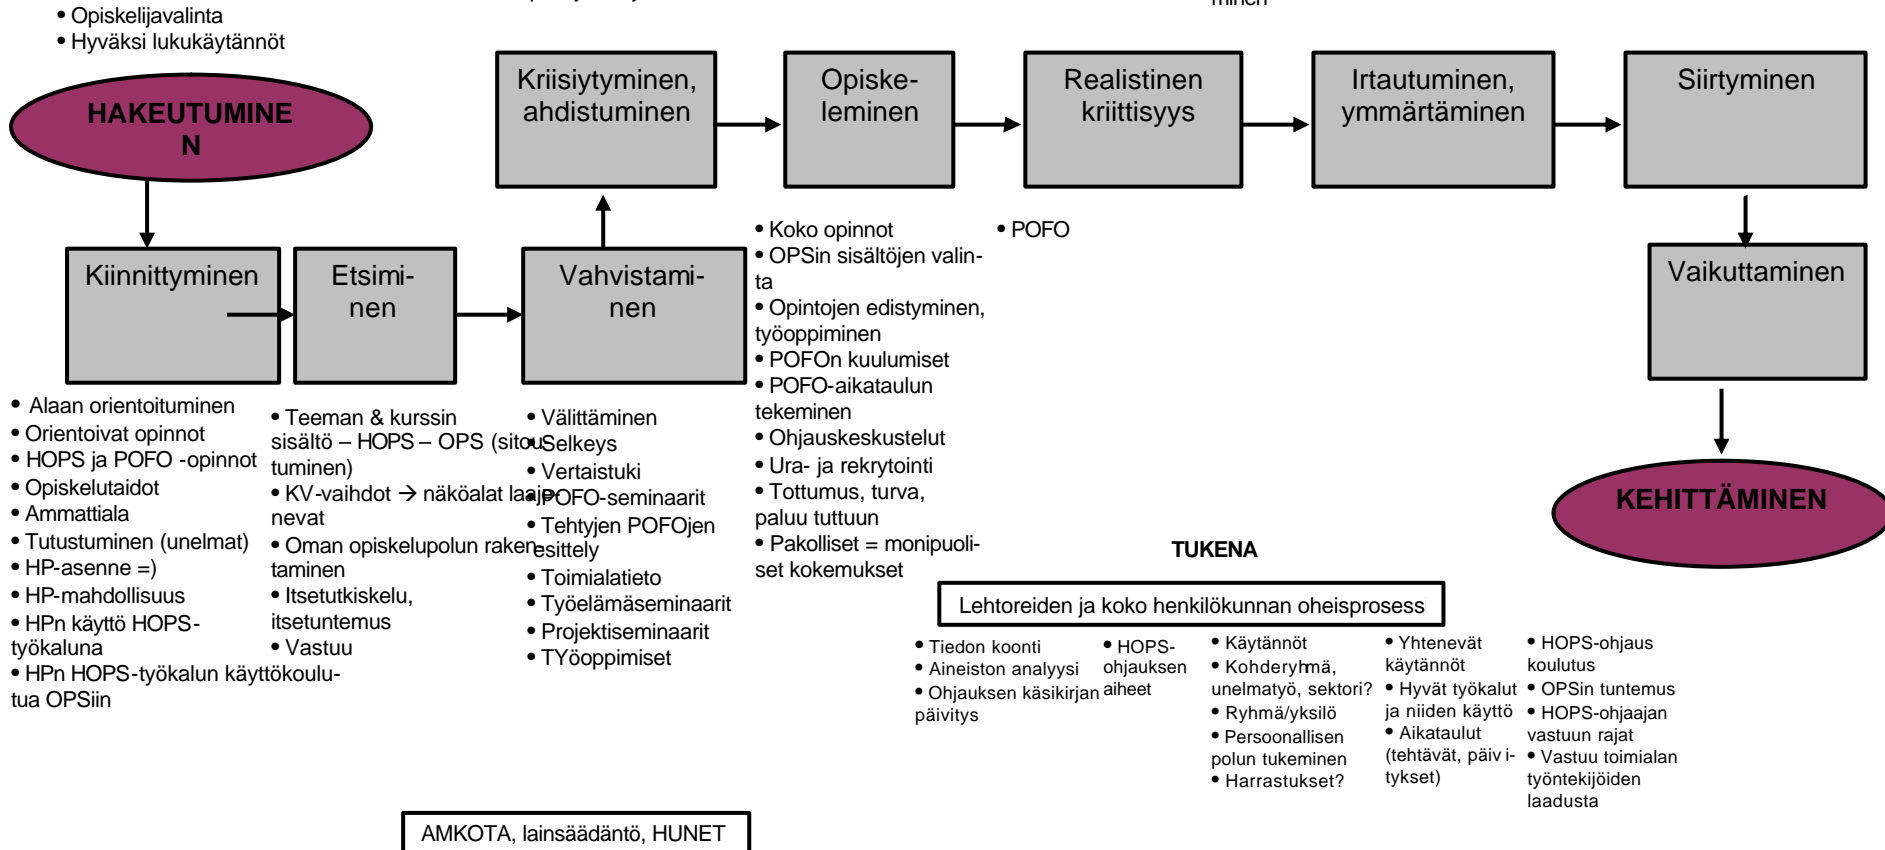 • Opiskelijavalinta
• Hyväksi lukukäytännöt
minen
HAKEUTUMINE
N
Kriisiytyminen,
ahdistuminen
Opiske-
leminen
Realistinen
kriittisyys
Irtautuminen,
ymmärtäminen
Siirtyminen
Kiinnittyminen
Etsimi-
nen
Vahvistami-
nen
Vaikuttaminen
KEHITTÄMINEN
• Alaan orientoituminen
• Orientoivat opinnot
• HOPS ja POFO -opinnot
• Opiskelutaidot
• Ammattiala
• Tutustuminen (unelmat)
• HP-asenne =)
• HP-mahdollisuus
• HPn käyttö HOPS-
työkaluna
• HPn HOPS-työkalun käyttökoulu-
tua OPSiin
• Teeman & kurssin
sisältö – HOPS – OPS (sitou-
tuminen)
• KV-vaihdot → näköalat laaje-
nevat
• Oman opiskelupolun raken-
taminen
• Itsetutkiskelu,
itsetuntemus
• Vastuu
• Välittäminen
• Selkeys
• Vertaistuki
• POFO-seminaarit
• Tehtyjen POFOjen
esittely
• Toimialatieto
• Työelämäseminaarit
• Projektiseminaarit
• TYöoppimiset
• Koko opinnot
• OPSin sisältöjen valin-
ta
• Opintojen edistyminen,
työoppiminen
• POFOn kuulumiset
• POFO-aikataulun
tekeminen
• Ohjauskeskustelut
• Ura- ja rekrytointi
• Tottumus, turva,
paluu tuttuun
• Pakolliset = monipuoli-
set kokemukset
• POFO
TUKENA
Lehtoreiden ja koko henkilökunnan oheisprosess
• Tiedon koonti
• Aineiston analyysi
• Ohjauksen käsikirjan
päivitys
• HOPS-
ohjauksen
aiheet
• Käytännöt
• Kohderyhmä,
unelmatyö, sektori?
• Ryhmä/yksilö
• Persoonallisen
polun tukeminen
• Harrastukset?
• Yhtenevät
käytännöt
• Hyvät työkalut
ja niiden käyttö
• Aikataulut
(tehtävät, päivi-
tykset)
• HOPS-ohjaus
koulutus
• OPSin tuntemus
• HOPS-ohjaajan
vastuun rajat
• Vastuu toimialan
työntekijöiden
laadusta
AMKOTA, lainsäädäntö, HUNET